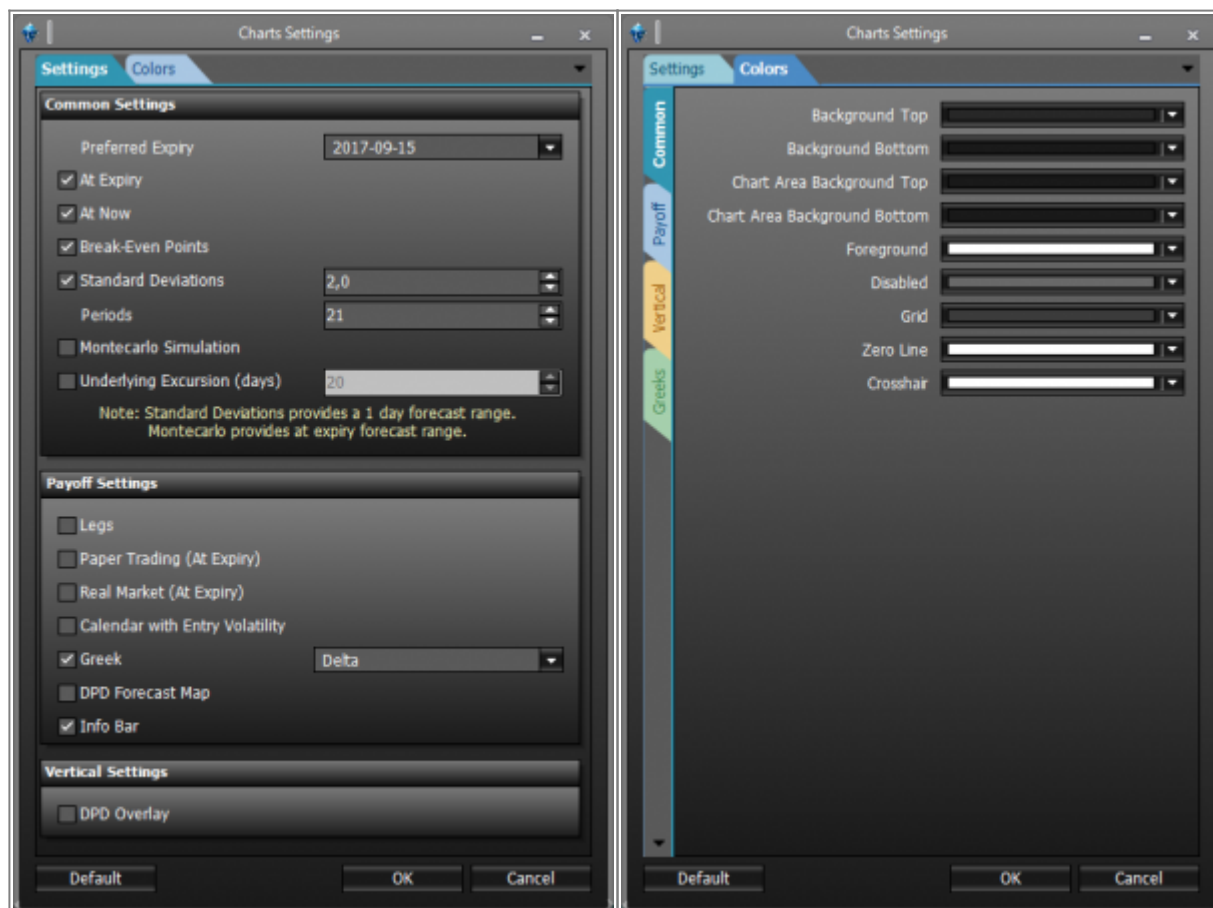 Charts Settings
Settings Colors
Common Settings
Preferred Expiry 2017-09-15
At Expiry
At Now
Break-Even Points
Standard Deviations 2,0
Periods 21
Montecarlo Simulation
Underlying Excursion (days) 20
Note: Standard Deviations provides a 1 day forecast range.
Montecarlo provides at expiry forecast range.
Payoff Settings
Legs
Paper Trading (At Expiry)
Real Market (At Expiry)
Calendar with Entry Volatility
Greek Delta
DPD Forecast Map
Info Bar
Vertical Settings
DPD Overlay
Default OK Cancel
Charts Settings
Settings Colors
Common
Payoff
Vertical
Greeks
Background Top
Background Bottom
Chart Area Background Top
Chart Area Background Bottom
Foreground
Disabled
Grid
Zero Line
Crosshair
Default OK Cancel